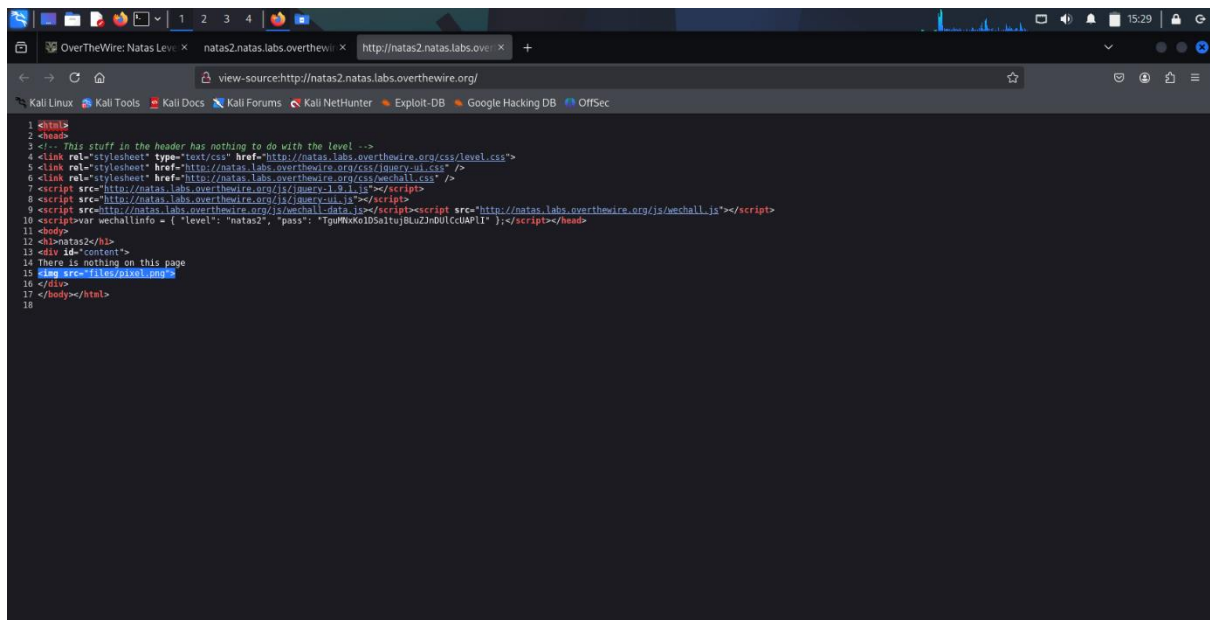 1 2 3 4 15:29
OverTheWire: Natas Leve × natas2.natas.labs.overthewir × http://natas2.natas.labs.over × +
view-source:http://natas2.natas.labs.overthewire.org/
Kali Linux Kali Tools Kali Docs Kali Forums Kali NetHunter Exploit-DB Google Hacking DB OffSec
1 <html>
2 <head>
3 <!-- This stuff in the header has nothing to do with the level -->
4 <link rel="stylesheet" type="text/css" href="http://natas.labs.overthewire.org/css/level.css">
5 <link rel="stylesheet" href="http://natas.labs.overthewire.org/css/jquery-ui.css" />
6 <link rel="stylesheet" href="http://natas.labs.overthewire.org/css/wechall.css" />
7 <script src="http://natas.labs.overthewire.org/js/jquery-1.9.1.js"></script>
8 <script src="http://natas.labs.overthewire.org/js/jquery-ui.js"></script>
9 <script src=http://natas.labs.overthewire.org/js/wechall-data.js></script><script src="http://natas.labs.overthewire.org/js/wechall.js"></script>
10 <script>var wechallinfo = { "level": "natas2", "pass": "TguMNxKo1DSa1tujBLuZJnDUlCcUAPlI" };</script></head>
11 <body>
12 <h1>natas2</h1>
13 <div id="content">
14 There is nothing on this page
15 <img src="files/pixel.png">
16 </div>
17 </body></html>
18